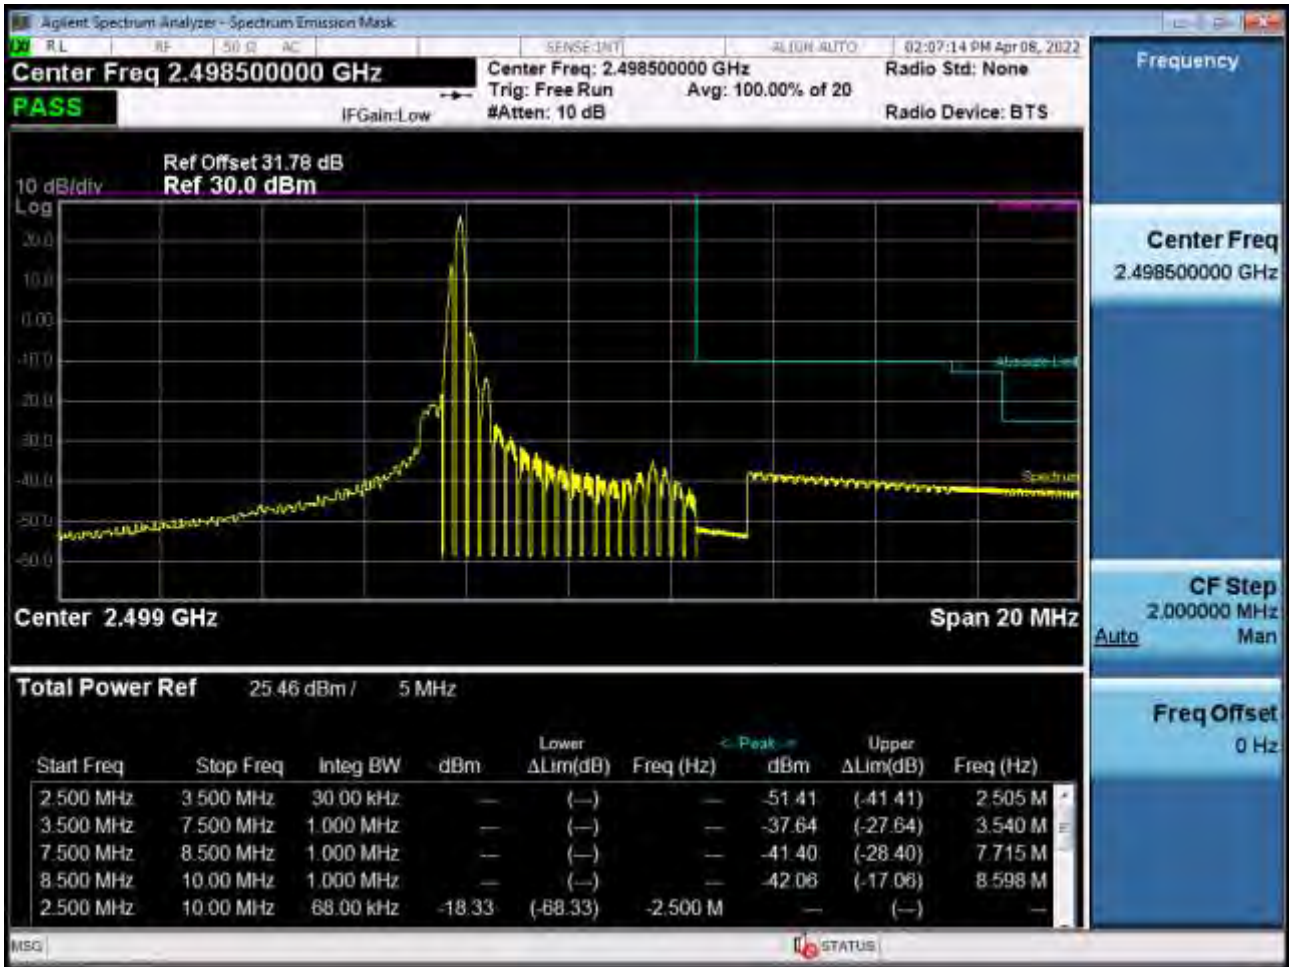 Agilent Spectrum Analyzer - Spectrum Emission Mask
LXI RL RF 50 Ω AC SENSE:INT ALIGN AUTO 02:07:14 PM Apr 08, 2022
Center Freq 2.498500000 GHz
Center Freq: 2.498500000 GHz
Radio Std: None
Trig: Free Run
Avg: 100.00% of 20
PASS
IFGain:Low
#Atten: 10 dB
Radio Device: BTS
Ref Offset 31.78 dB
10 dB/div
Ref 30.0 dBm
Log
20.0
10.0
0.00
-10.0
-20.0
-30.0
-40.0
-50.0
-60.0
Absolute Limit
Spectrum
Center 2.499 GHz
Span 20 MHz
Total Power Ref 25.46 dBm / 5 MHz
Lower <- Peak -> Upper
Start Freq Stop Freq Integ BW dBm ΔLim(dB) Freq (Hz) dBm ΔLim(dB) Freq (Hz)
2.500 MHz 3.500 MHz 30.00 kHz --- (---) --- -51.41 (-41.41) 2.505 M
3.500 MHz 7.500 MHz 1.000 MHz --- (---) --- -37.64 (-27.64) 3.540 M
7.500 MHz 8.500 MHz 1.000 MHz --- (---) --- -41.40 (-28.40) 7.715 M
8.500 MHz 10.00 MHz 1.000 MHz --- (---) --- -42.06 (-17.06) 8.598 M
2.500 MHz 10.00 MHz 68.00 kHz -18.33 (-68.33) -2.500 M --- (---) ---
MSG
STATUS
Frequency
Center Freq
2.498500000 GHz
CF Step
2.000000 MHz
Auto Man
Freq Offset
0 Hz